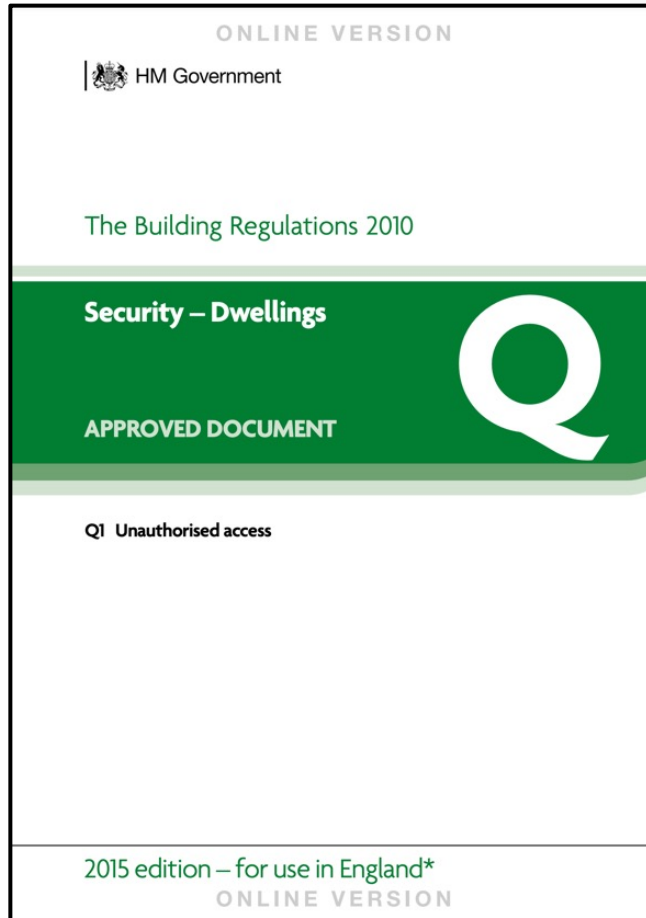 ONLINE VERSION
HM Government
The Building Regulations 2010
Security – Dwellings
Q
APPROVED DOCUMENT
Q1 Unauthorised access
2015 edition – for use in England*
ONLINE VERSION